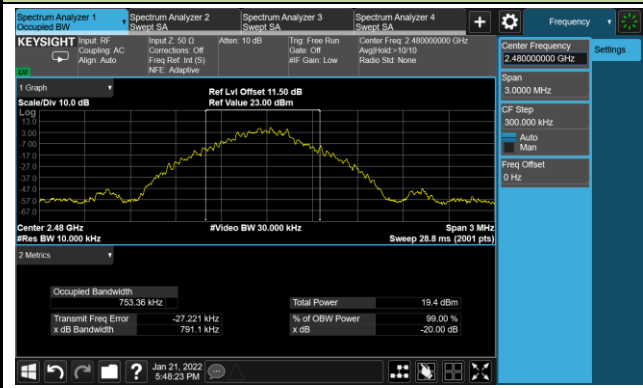 Spectrum Analyzer 1
Occupied BW
Spectrum Analyzer 2
Swept SA
Spectrum Analyzer 3
Swept SA
Spectrum Analyzer 4
Swept SA
Frequency
KEYSIGHT
Input: RF
Coupling: AC
Align: Auto
Input Z: 50 Ω
Corrections: Off
Freq Ref: Int (S)
NFE: Adaptive
Atten: 10 dB
Trig: Free Run
Gate: Off
#IF Gain: Low
Center Freq: 2.480000000 GHz
Avg|Hold:>10/10
Radio Std: None
Center Frequency
2.480000000 GHz
Settings
Span
3.0000 MHz
CF Step
300.000 kHz
Auto
Man
Freq Offset
0 Hz
1 Graph
Scale/Div 10.0 dB
Ref Lvl Offset 11.50 dB
Ref Value 23.00 dBm
Log
13.0
3.00
-7.00
-17.0
-27.0
-37.0
-47.0
-57.0
-67.0
Center 2.48 GHz
#Res BW 10.000 kHz
#Video BW 30.000 kHz
Span 3 MHz
Sweep 28.8 ms (2001 pts)
2 Metrics
Occupied Bandwidth
753.36 kHz
Total Power 19.4 dBm
Transmit Freq Error -27.221 kHz
% of OBW Power 99.00 %
x dB Bandwidth 791.1 kHz
x dB -20.00 dB
Jan 21, 2022
5:48:23 PM